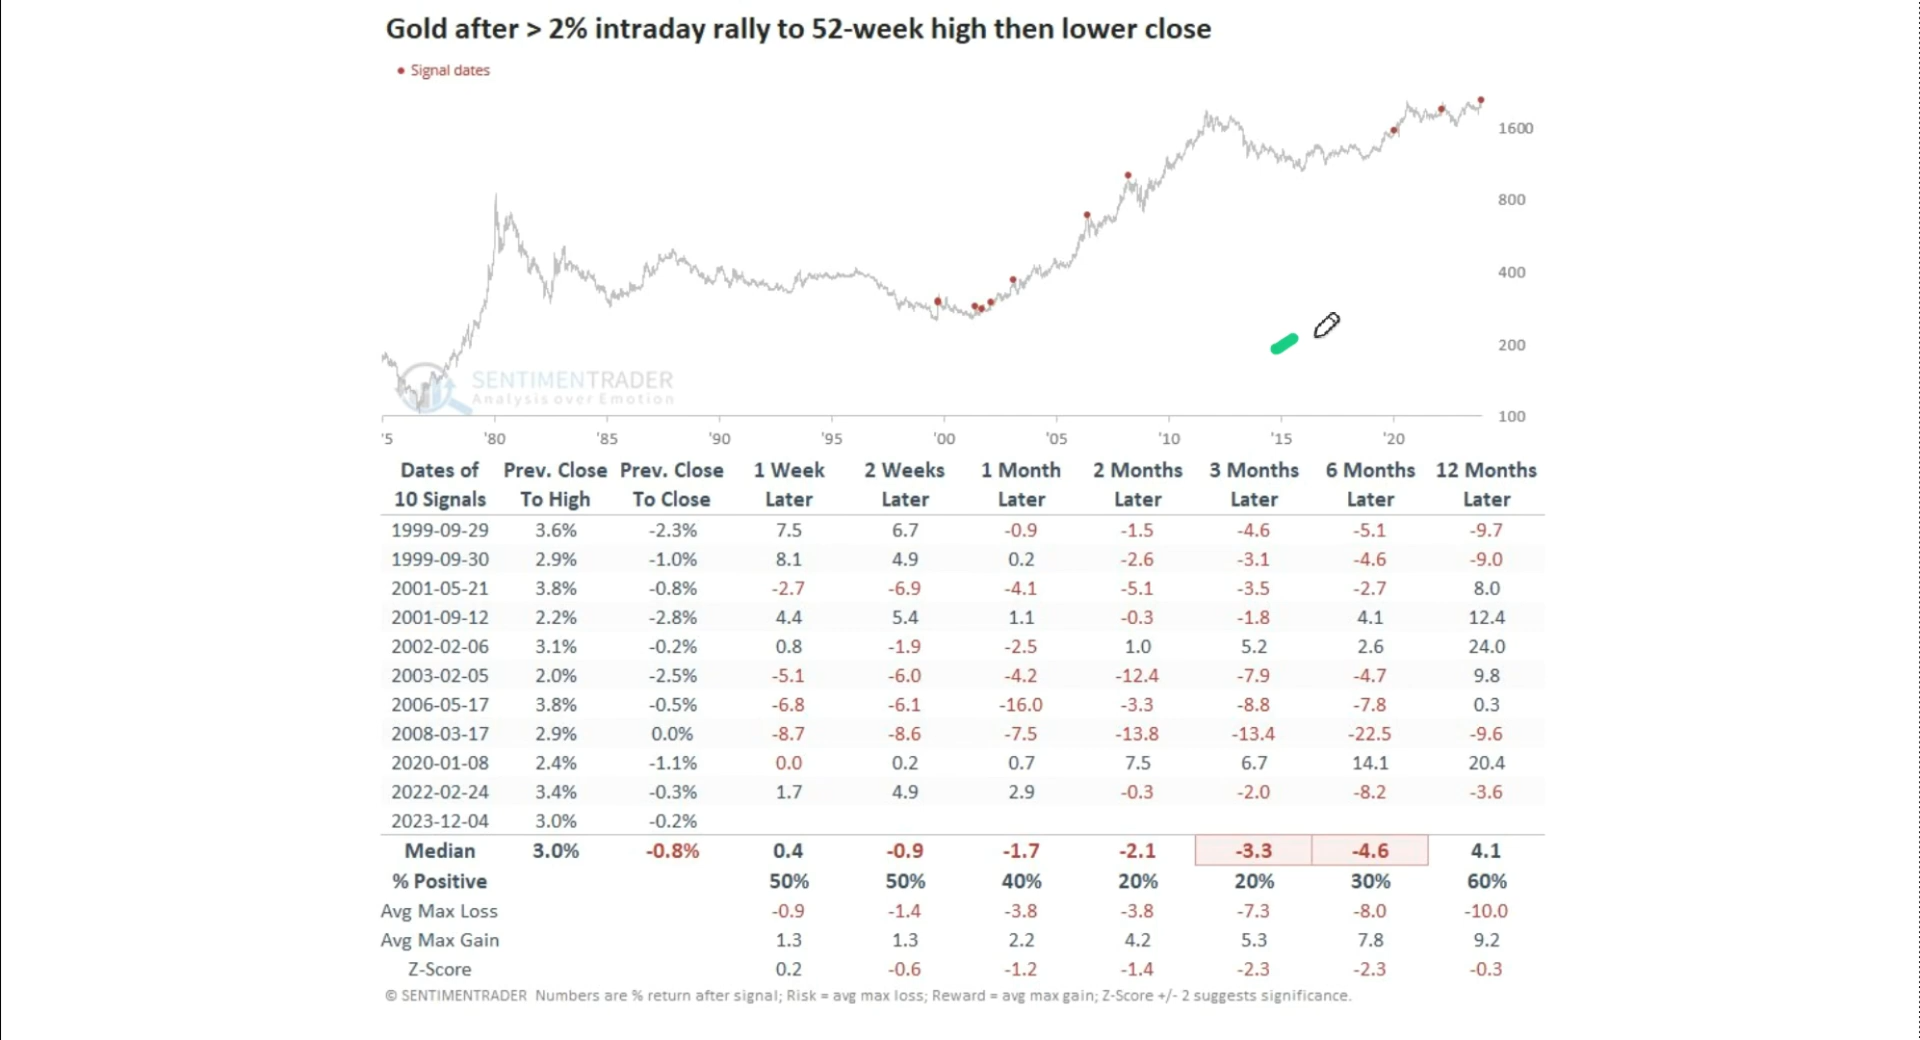 Gold after > 2% intraday rally to 52-week high then lower close
Signal dates
1600
800
400
200
100
SENTIMENTRADER
Analysis over Emotion
'5 '80 '85 '90 '95 '00 '05 '10 '15 '20
Dates of Prev. Close Prev. Close 1 Week 2 Weeks 1 Month 2 Months 3 Months 6 Months 12 Months
10 Signals To High To Close Later Later Later Later Later Later Later
1999-09-29 3.6% -2.3% 7.5 6.7 -0.9 -1.5 -4.6 -5.1 -9.7
1999-09-30 2.9% -1.0% 8.1 4.9 0.2 -2.6 -3.1 -4.6 -9.0
2001-05-21 3.8% -0.8% -2.7 -6.9 -4.1 -5.1 -3.5 -2.7 8.0
2001-09-12 2.2% -2.8% 4.4 5.4 1.1 -0.3 -1.8 4.1 12.4
2002-02-06 3.1% -0.2% 0.8 -1.9 -2.5 1.0 5.2 2.6 24.0
2003-02-05 2.0% -2.5% -5.1 -6.0 -4.2 -12.4 -7.9 -4.7 9.8
2006-05-17 3.8% -0.5% -6.8 -6.1 -16.0 -3.3 -8.8 -7.8 0.3
2008-03-17 2.9% 0.0% -8.7 -8.6 -7.5 -13.8 -13.4 -22.5 -9.6
2020-01-08 2.4% -1.1% 0.0 0.2 0.7 7.5 6.7 14.1 20.4
2022-02-24 3.4% -0.3% 1.7 4.9 2.9 -0.3 -2.0 -8.2 -3.6
2023-12-04 3.0% -0.2%
Median 3.0% -0.8% 0.4 -0.9 -1.7 -2.1 -3.3 -4.6 4.1
% Positive 50% 50% 40% 20% 20% 30% 60%
Avg Max Loss -0.9 -1.4 -3.8 -3.8 -7.3 -8.0 -10.0
Avg Max Gain 1.3 1.3 2.2 4.2 5.3 7.8 9.2
Z-Score 0.2 -0.6 -1.2 -1.4 -2.3 -2.3 -0.3
© SENTIMENTRADER Numbers are % return after signal; Risk = avg max loss; Reward = avg max gain; Z-Score +/- 2 suggests significance.